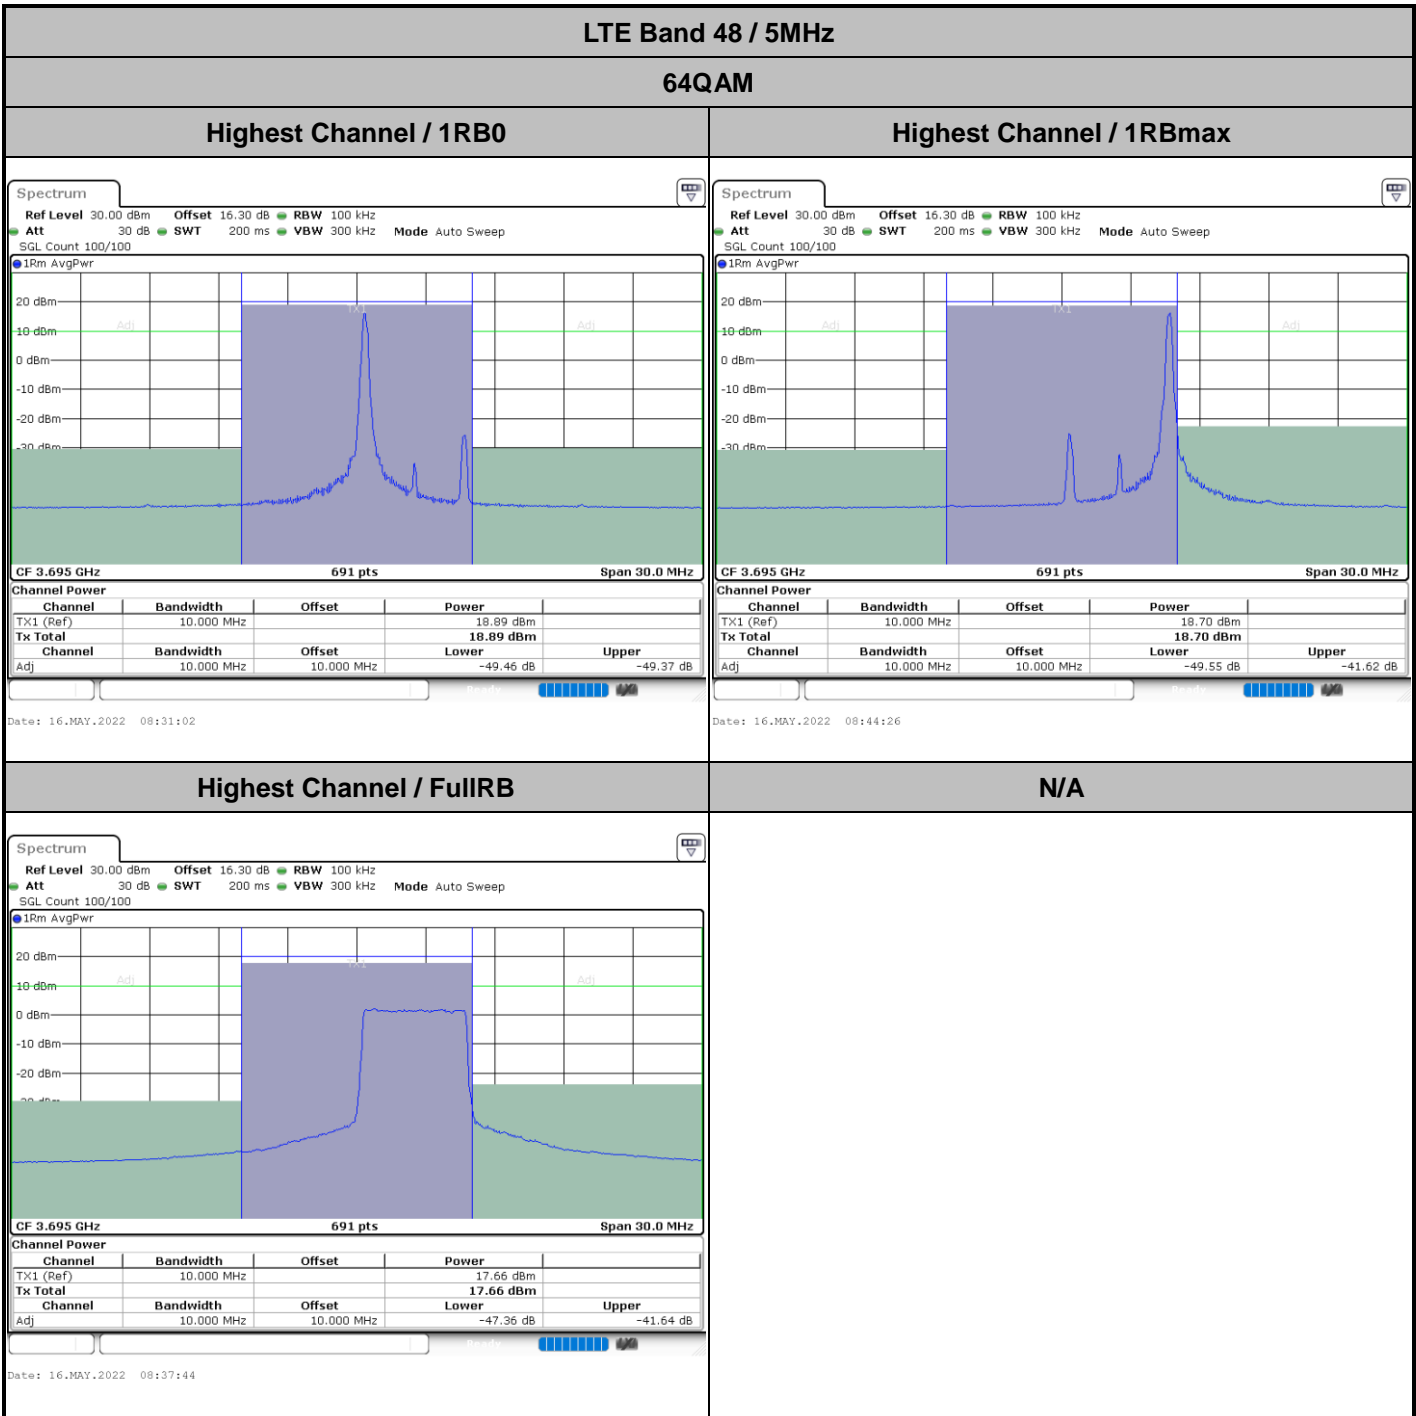 LTE Band 48 / 5MHz
64QAM
Highest Channel / 1RB0
Highest Channel / 1RBmax
Spectrum
Ref Level 30.00 dBm Offset 16.30 dB RBW 100 kHz
Att 30 dB SWT 200 ms VBW 300 kHz Mode Auto Sweep
SGL Count 100/100
1Rm AvgPwr
TX1
Adj
Adj
20 dBm
10 dBm
0 dBm
-10 dBm
-20 dBm
-30 dBm
CF 3.695 GHz 691 pts Span 30.0 MHz
Channel Power
Channel Bandwidth Offset Power
TX1 (Ref) 10.000 MHz 18.89 dBm
Tx Total 18.89 dBm
Channel Bandwidth Offset Lower Upper
Adj 10.000 MHz 10.000 MHz -49.46 dB -49.37 dB
Ready
Date: 16.MAY.2022 08:31:02
Spectrum
Ref Level 30.00 dBm Offset 16.30 dB RBW 100 kHz
Att 30 dB SWT 200 ms VBW 300 kHz Mode Auto Sweep
SGL Count 100/100
1Rm AvgPwr
TX1
Adj
Adj
20 dBm
10 dBm
0 dBm
-10 dBm
-20 dBm
-30 dBm
CF 3.695 GHz 691 pts Span 30.0 MHz
Channel Power
Channel Bandwidth Offset Power
TX1 (Ref) 10.000 MHz 18.70 dBm
Tx Total 18.70 dBm
Channel Bandwidth Offset Lower Upper
Adj 10.000 MHz 10.000 MHz -49.55 dB -41.62 dB
Ready
Date: 16.MAY.2022 08:44:26
Highest Channel / FullRB
N/A
Spectrum
Ref Level 30.00 dBm Offset 16.30 dB RBW 100 kHz
Att 30 dB SWT 200 ms VBW 300 kHz Mode Auto Sweep
SGL Count 100/100
1Rm AvgPwr
TX1
Adj
Adj
20 dBm
10 dBm
0 dBm
-10 dBm
-20 dBm
-30 dBm
CF 3.695 GHz 691 pts Span 30.0 MHz
Channel Power
Channel Bandwidth Offset Power
TX1 (Ref) 10.000 MHz 17.66 dBm
Tx Total 17.66 dBm
Channel Bandwidth Offset Lower Upper
Adj 10.000 MHz 10.000 MHz -47.36 dB -41.64 dB
Ready
Date: 16.MAY.2022 08:37:44